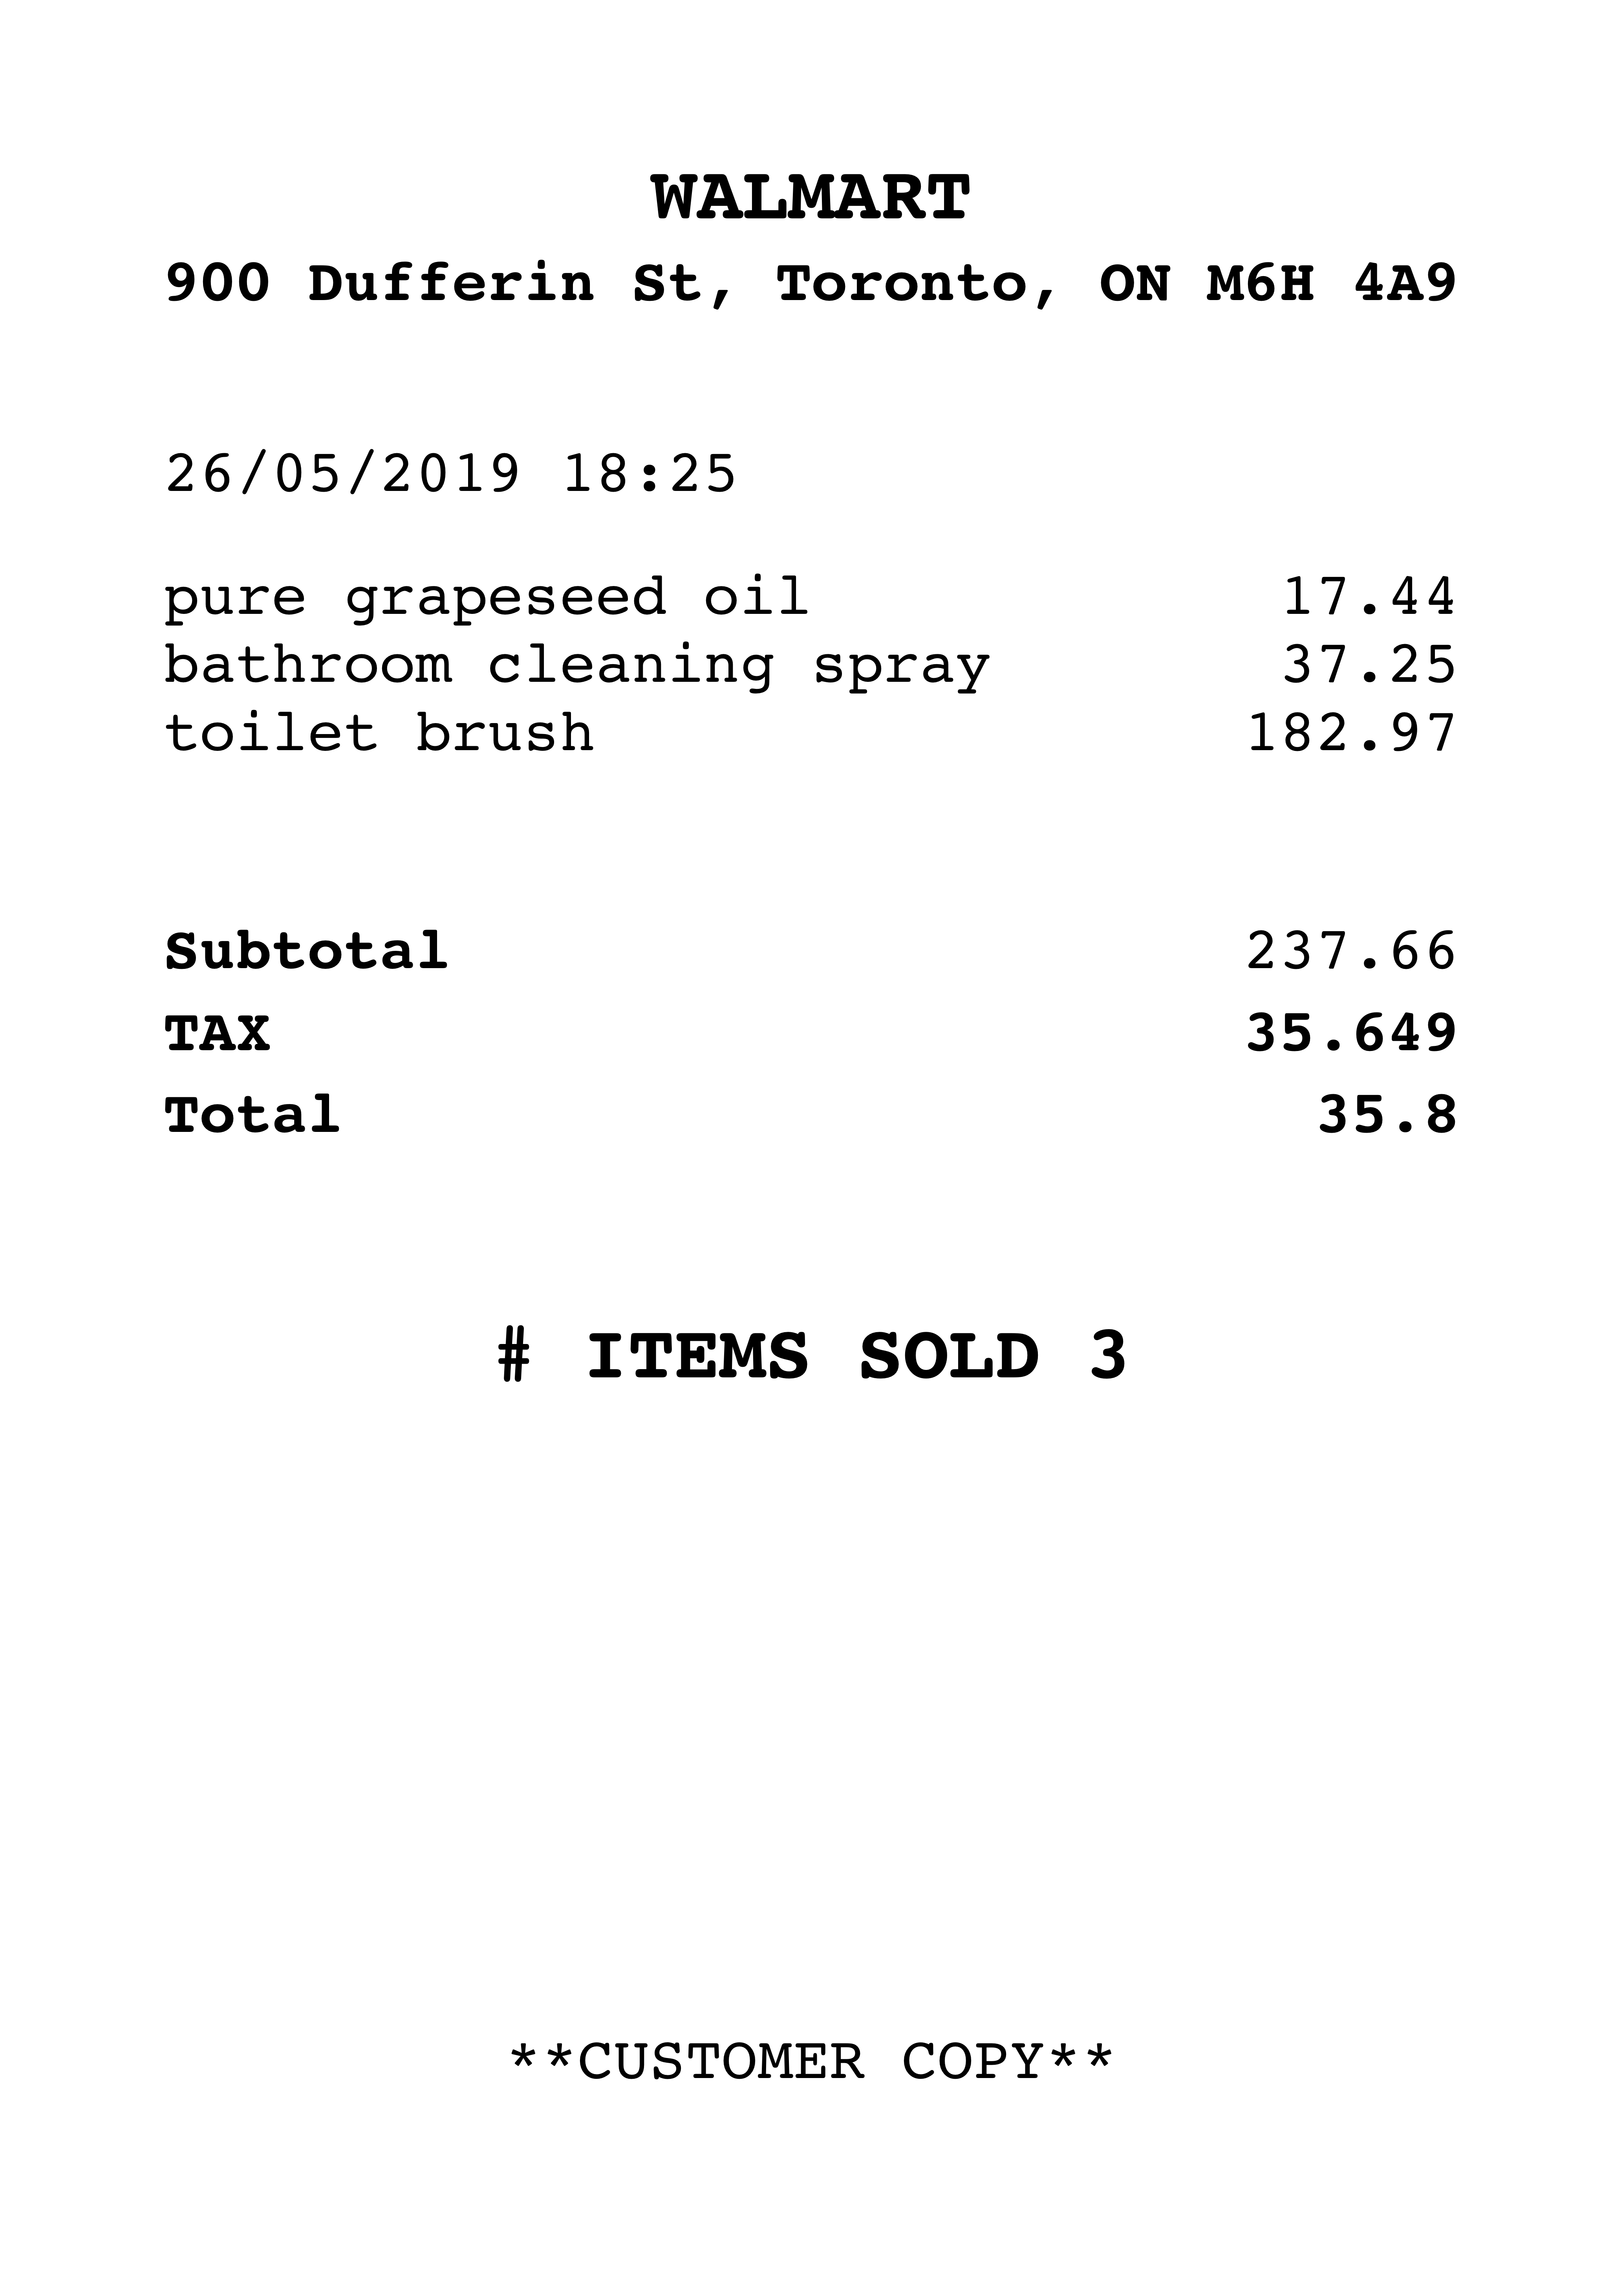 WALMART
900 Dufferin St, Toronto, ON M6H 4A9
26/05/2019 18:25
pure grapeseed oil 17.44
bathroom cleaning spray 37.25
toilet brush 182.97
Subtotal 237.66
TAX 35.649
Total 35.8
# ITEMS SOLD 3
**CUSTOMER COPY**